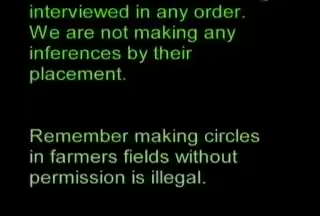 interviewed in any order.
We are not making any
inferences by their
placement.
Remember making circles
in farmers fields without
permission is illegal.